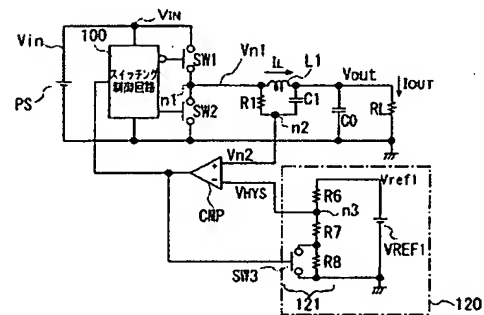 VIN
Vin
100
SW1
Vn1
IL
L1
Vout
IOUT
スイッチング
制御回路
n1
PS
SW2
R1
C1
C0
RL
n2
Vn2
VHYS
CMP
R6
Vref1
n3
R7
VREF1
R8
SW3
121
120